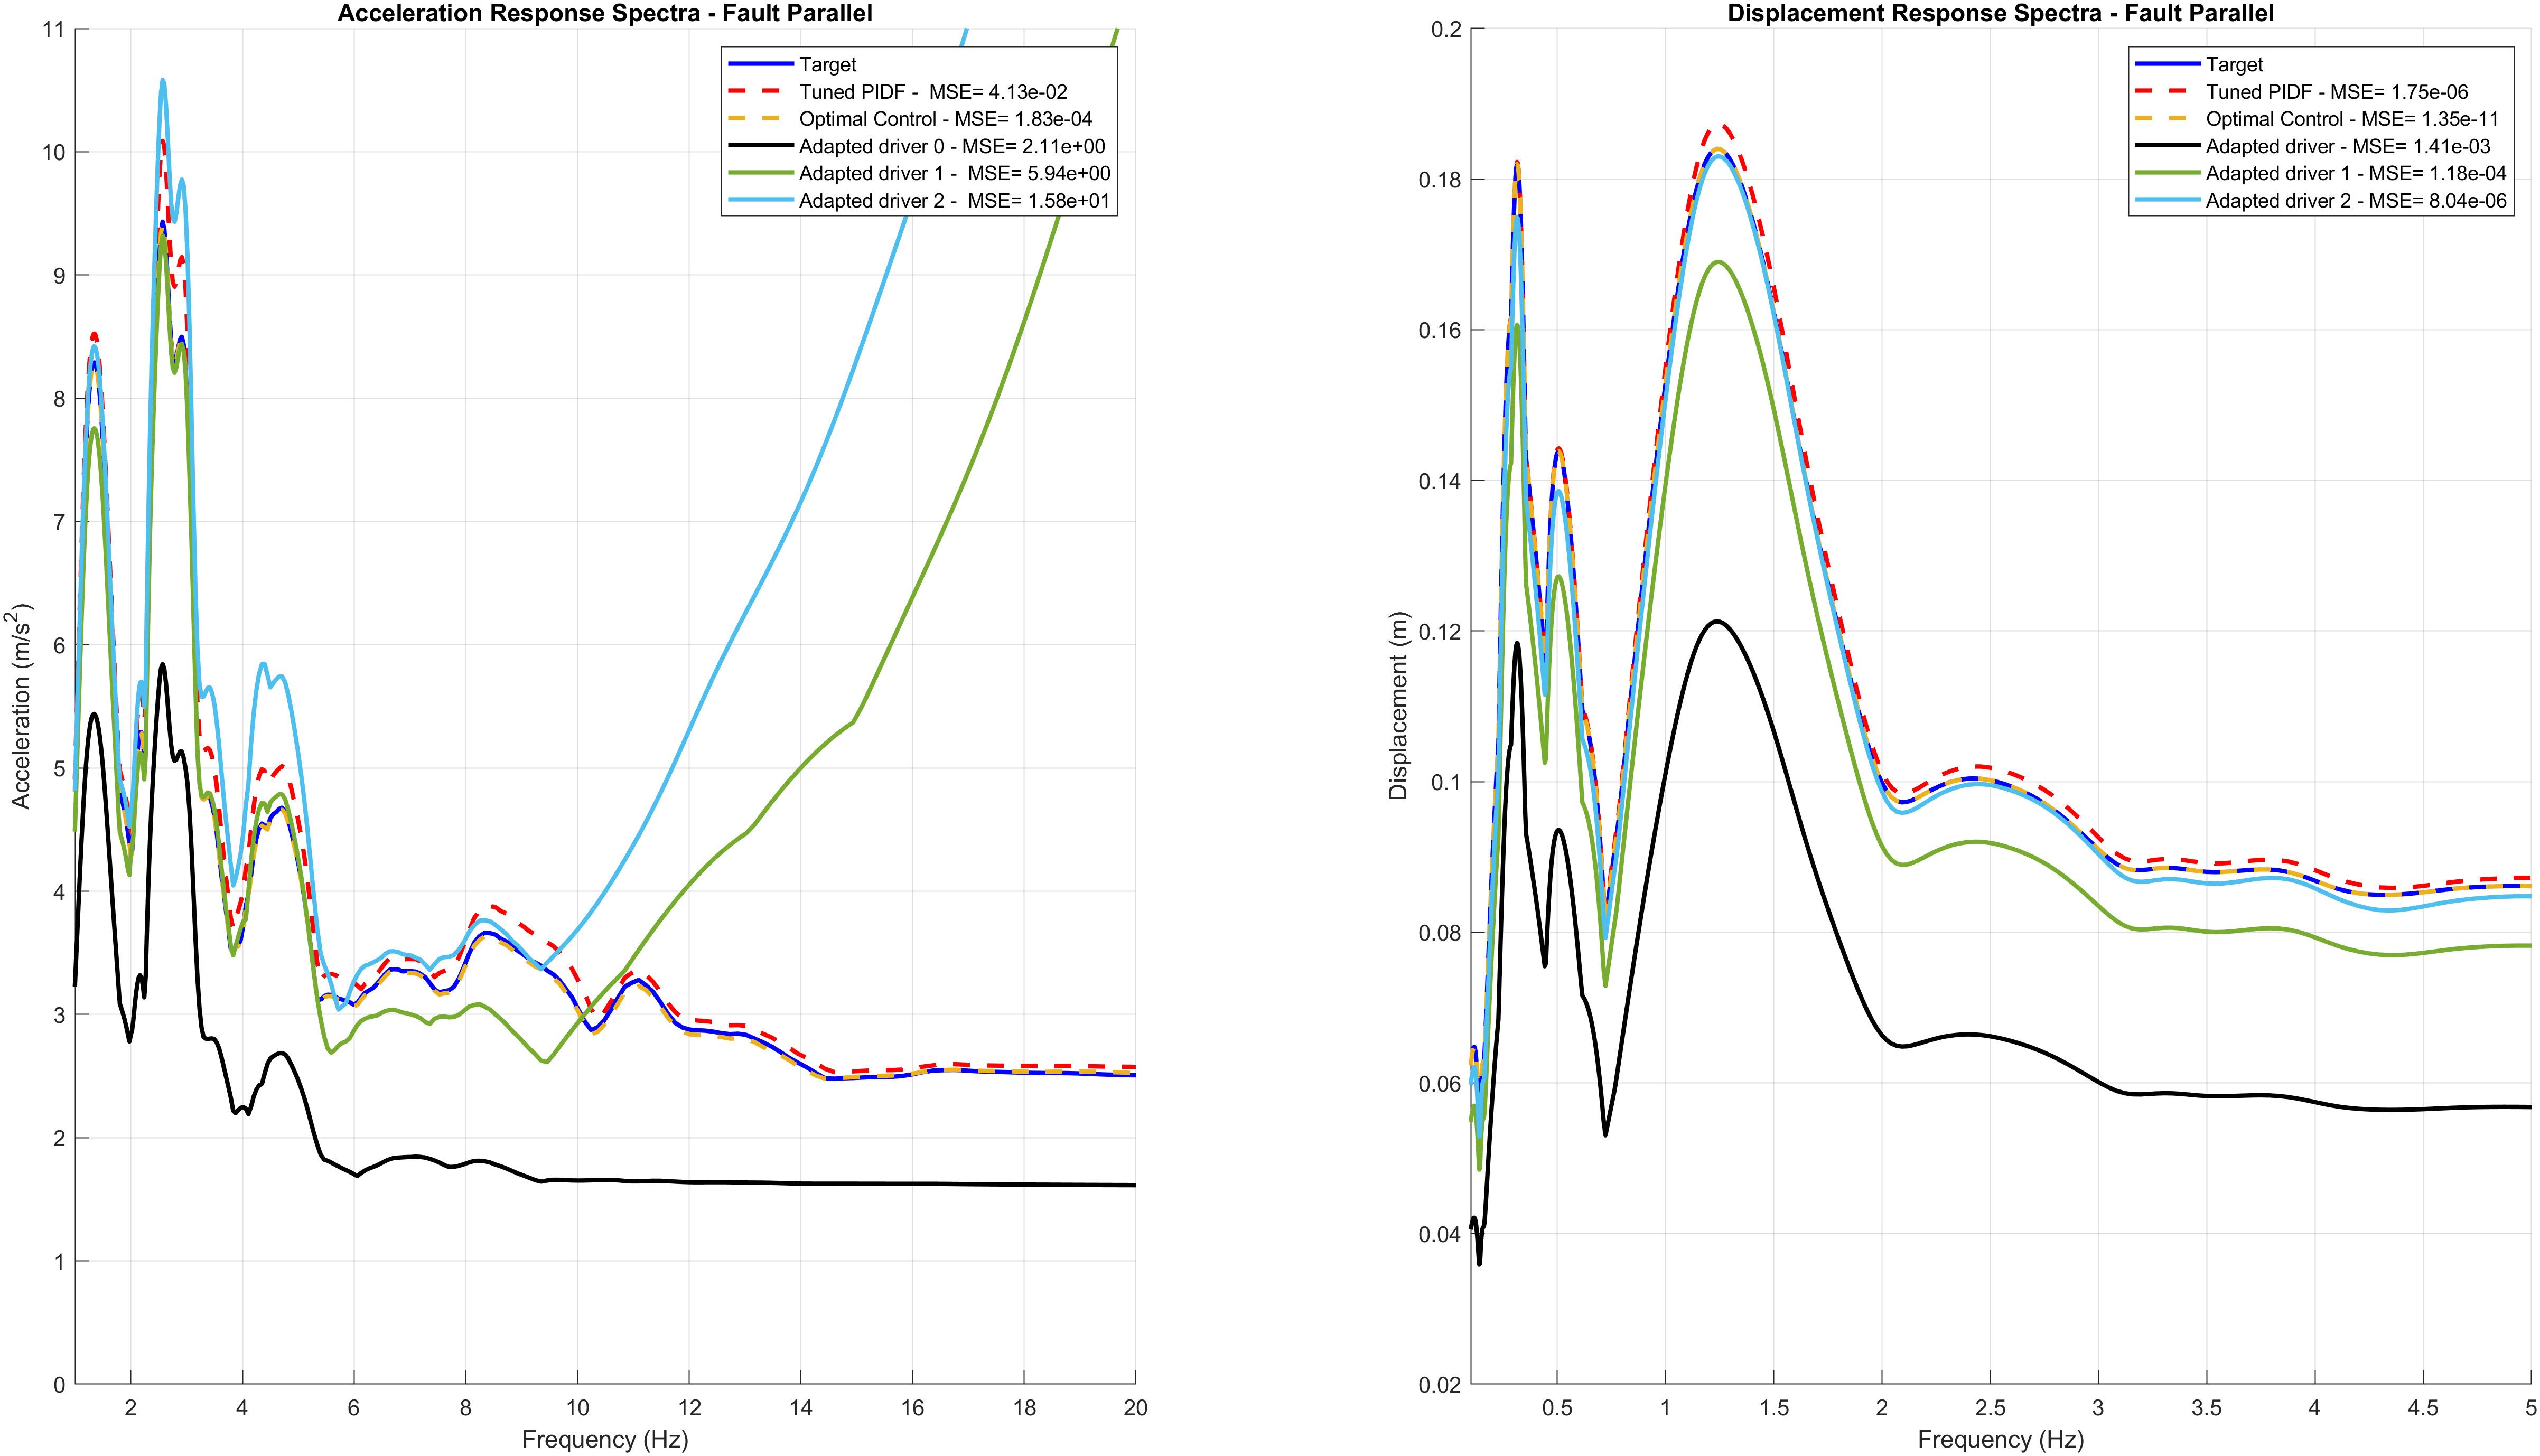 Acceleration Response Spectra - Fault Parallel
11
10
9
8
7
6
5
4
3
2
1
0
Acceleration (m/s²)
Target
Tuned PIDF -  MSE= 4.13e-02
Optimal Control - MSE= 1.83e-04
Adapted driver 0 - MSE= 2.11e+00
Adapted driver 1 -  MSE= 5.94e+00
Adapted driver 2 -  MSE= 1.58e+01
2 4 6 8 10 12 14 16 18 20
Frequency (Hz)
Displacement Response Spectra - Fault Parallel
0.2
0.18
0.16
0.14
0.12
0.1
0.08
0.06
0.04
0.02
Displacement (m)
Target
Tuned PIDF - MSE= 1.75e-06
Optimal Control - MSE= 1.35e-11
Adapted driver - MSE= 1.41e-03
Adapted driver 1 - MSE= 1.18e-04
Adapted driver 2 - MSE= 8.04e-06
0.5 1 1.5 2 2.5 3 3.5 4 4.5 5
Frequency (Hz)